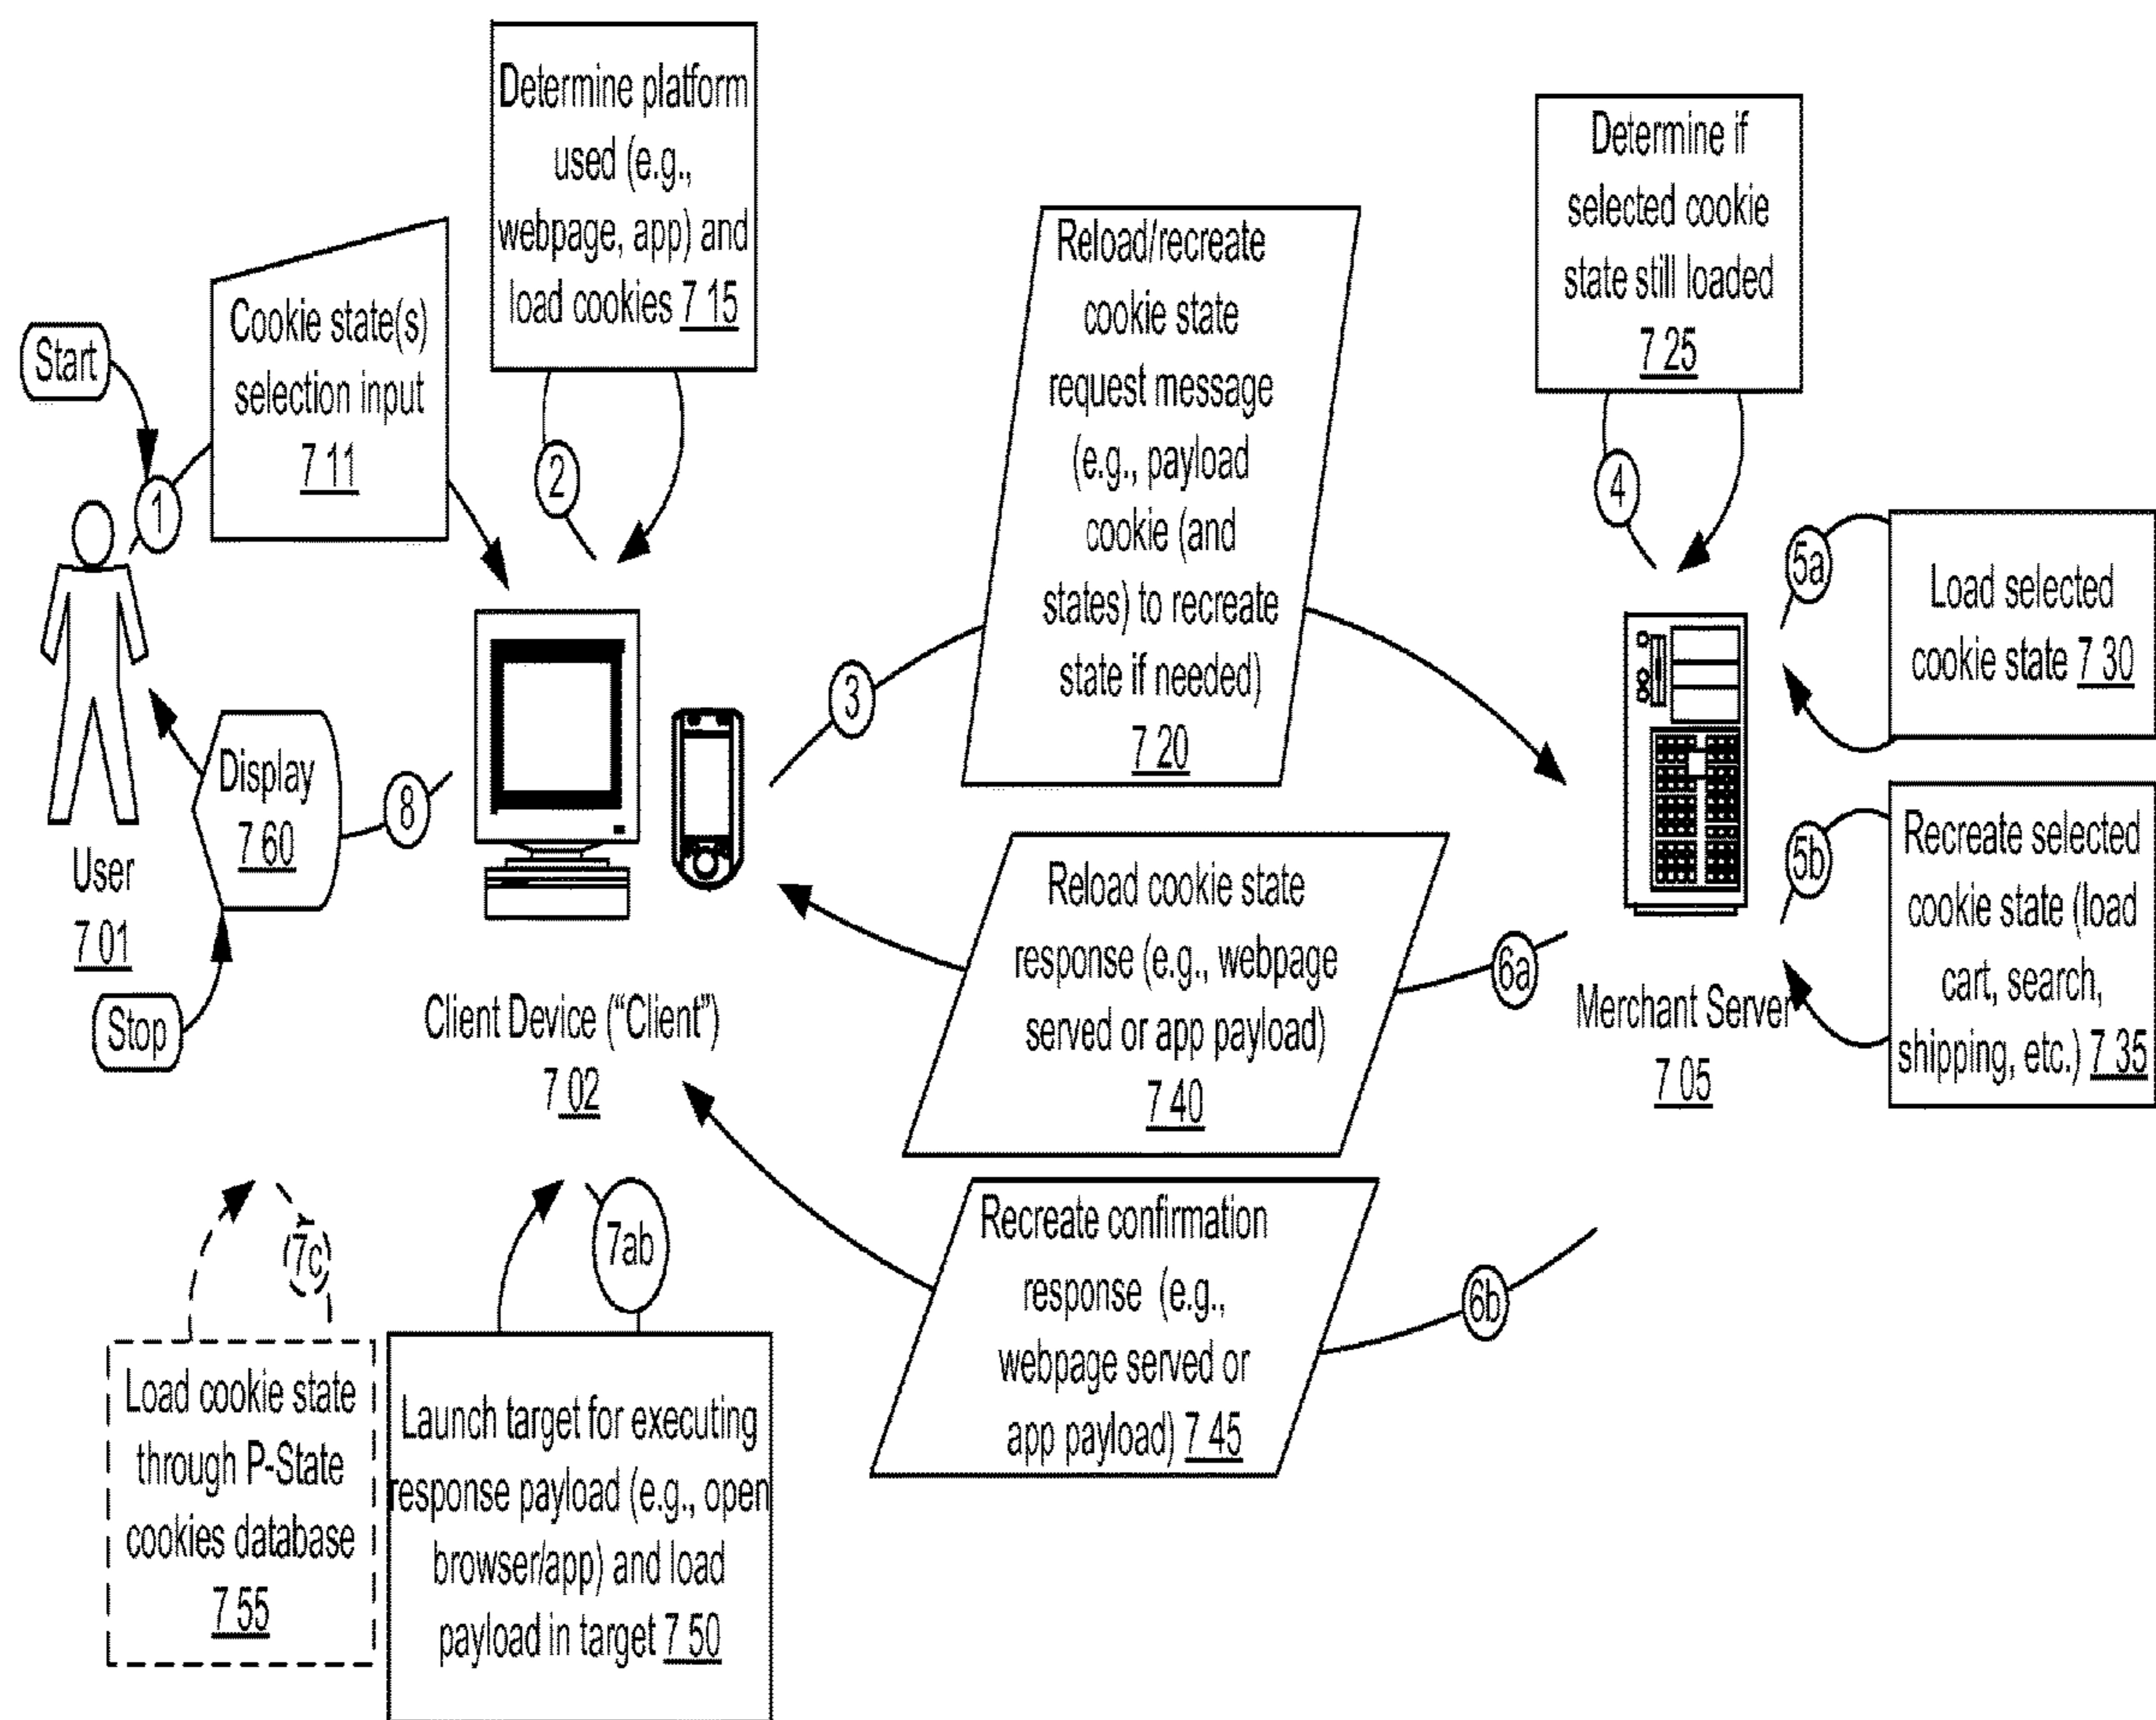 Start
1
Cookie state(s)
selection input
7 11
User
7 01
Determine platform
used (e.g.,
webpage, app) and
load cookies 7 15
2
Client Device ("Client")
7 02
3
Reload/recreate
cookie state
request message
(e.g., payload
cookie (and
states) to recreate
state if needed)
7 20
Determine if
selected cookie
state still loaded
7 25
4
Merchant Server
7 05
5a
Load selected
cookie state 7 30
5b
Recreate selected
cookie state (load
cart, search,
shipping, etc.) 7 35
6a
Reload cookie state
response (e.g., webpage
served or app payload)
7 40
6b
Recreate confirmation
response (e.g.,
webpage served or
app payload) 7 45
7ab
Launch target for executing
response payload (e.g., open
browser/app) and load
payload in target 7 50
7c
Load cookie state
through P-State
cookies database
7 55
8
Display
7 60
Stop